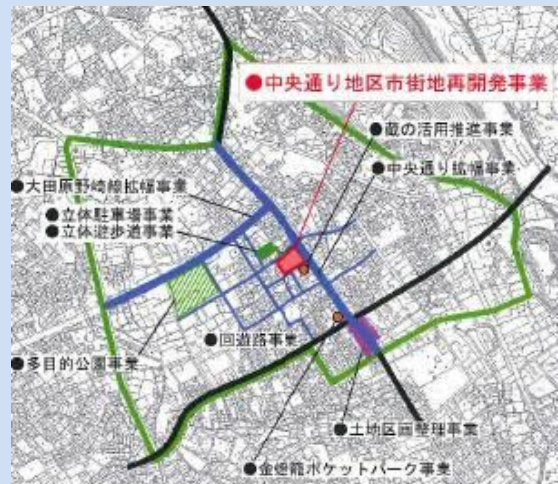 ●中央通り地区市街地再開発事業
●蔵の活用推進事業
●中央通り拡幅事業
●大田原野崎線拡幅事業
●立体駐車場事業
●立体遊歩道事業
●回遊路事業
●多目的公園事業
●土地区画整理事業
●金燈籠ポケットパーク事業